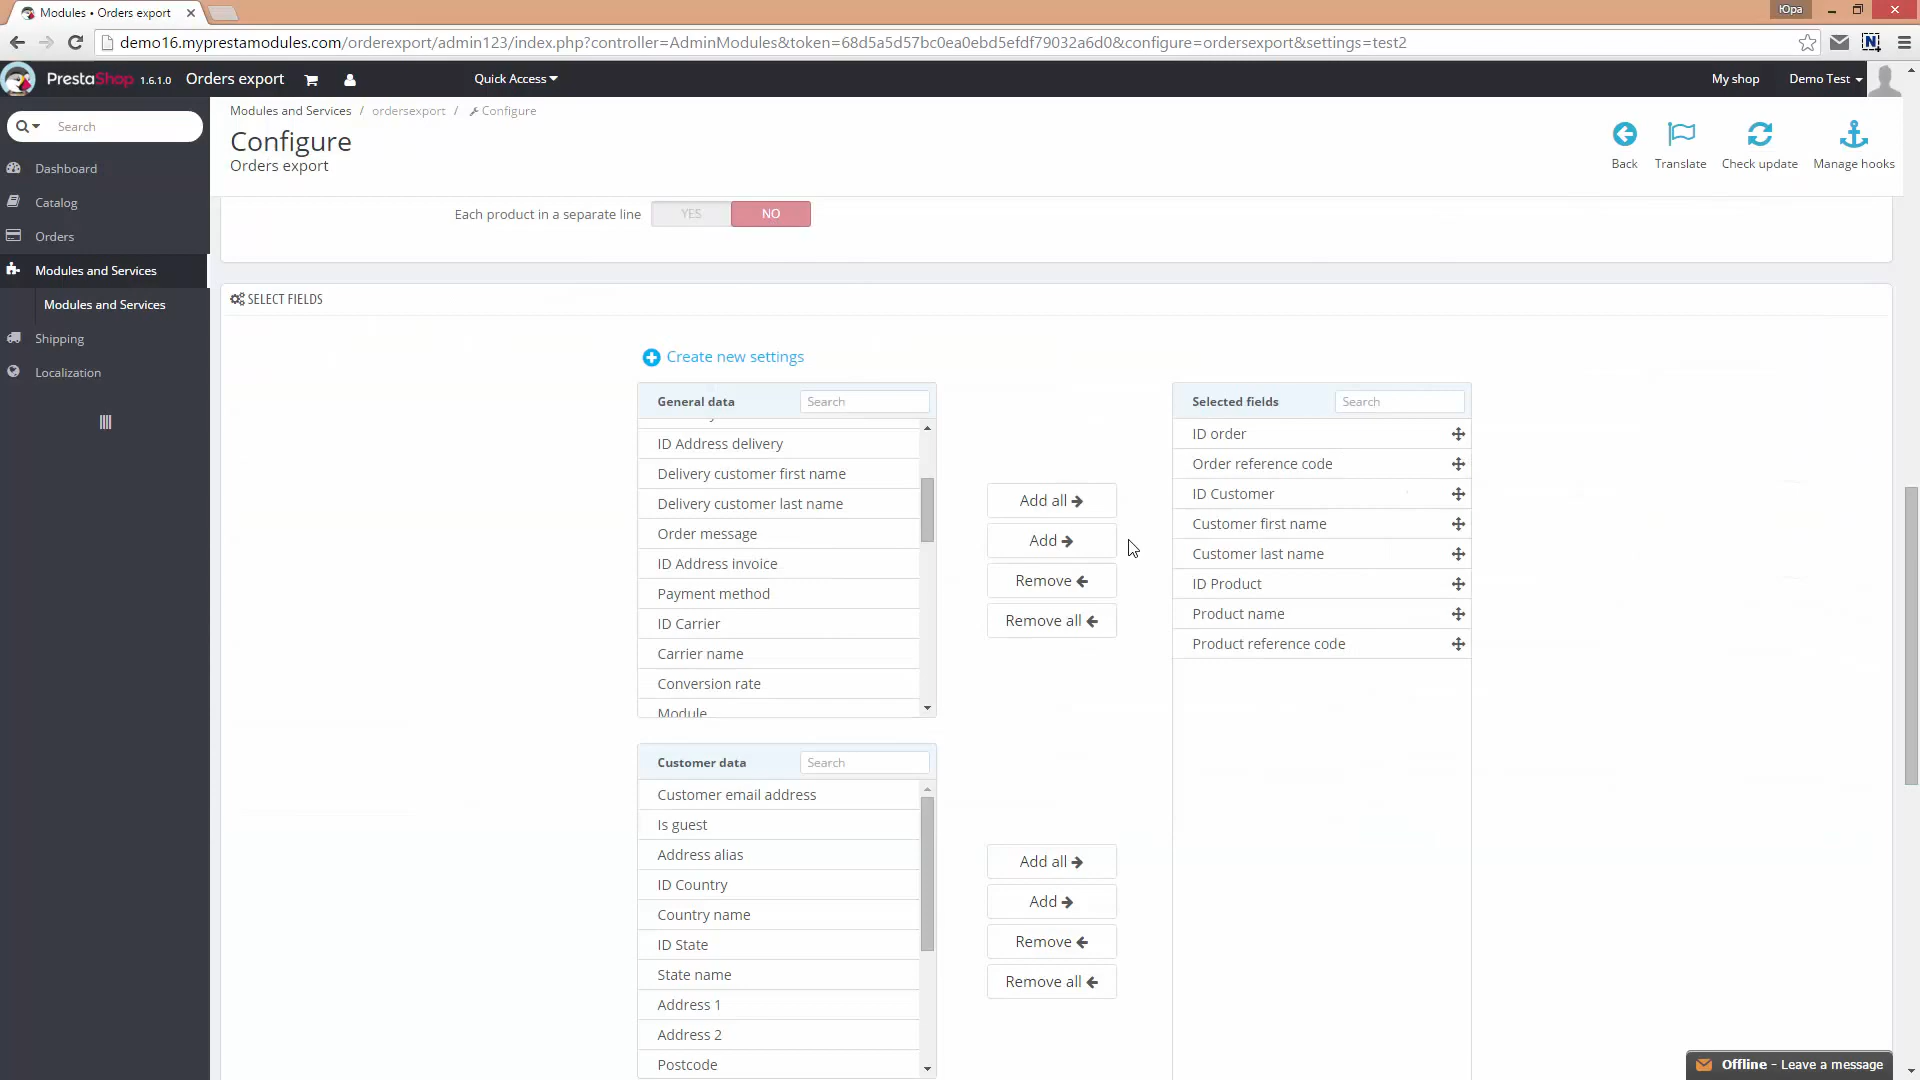 Modules • Orders export
Юра
demo16.myprestamodules.com/orderexport/admin123/index.php?controller=AdminModules&token=68d5a5d57bc0ea0ebd5efdf79032a6d0&configure=ordersexport&settings=test2
PrestaShop 1.6.1.0 Orders export Quick Access My shop Demo Test
Modules and Services / ordersexport / Configure
Configure
Orders export
Back Translate Check update Manage hooks
Search
Dashboard
Catalog
Orders
Modules and Services
Modules and Services
Shipping
Localization
Each product in a separate line YES NO
SELECT FIELDS
Create new settings
General data Search
ID Address delivery
Delivery customer first name
Delivery customer last name
Order message
ID Address invoice
Payment method
ID Carrier
Carrier name
Conversion rate
Module
Add all
Add
Remove
Remove all
Selected fields Search
ID order
Order reference code
ID Customer
Customer first name
Customer last name
ID Product
Product name
Product reference code
Customer data Search
Customer email address
Is guest
Address alias
ID Country
Country name
ID State
State name
Address 1
Address 2
Postcode
Add all
Add
Remove
Remove all
Offline - Leave a message